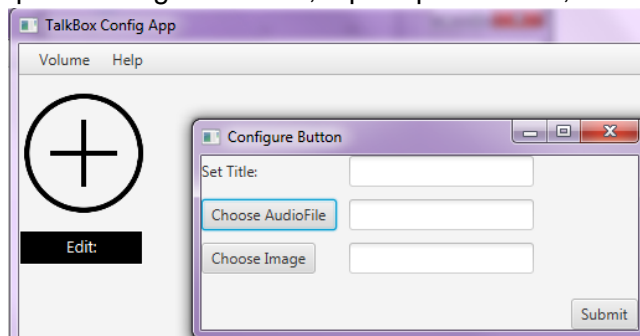 TalkBox Config App
Volume Help
Configure Button
Set Title:
Choose AudioFile
Edit:
Choose Image
Submit